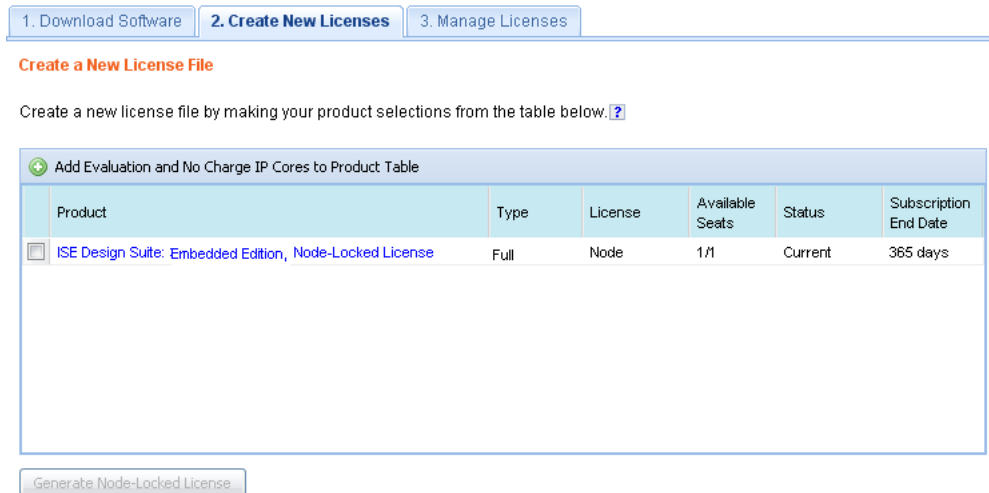 1. Download Software 2. Create New Licenses 3. Manage Licenses
Create a New License File
Create a new license file by making your product selections from the table below. ?
Add Evaluation and No Charge IP Cores to Product Table
Product Type License Available Seats Status Subscription End Date
ISE Design Suite: Embedded Edition, Node-Locked License Full Node 1/1 Current 365 days
Generate Node-Locked License